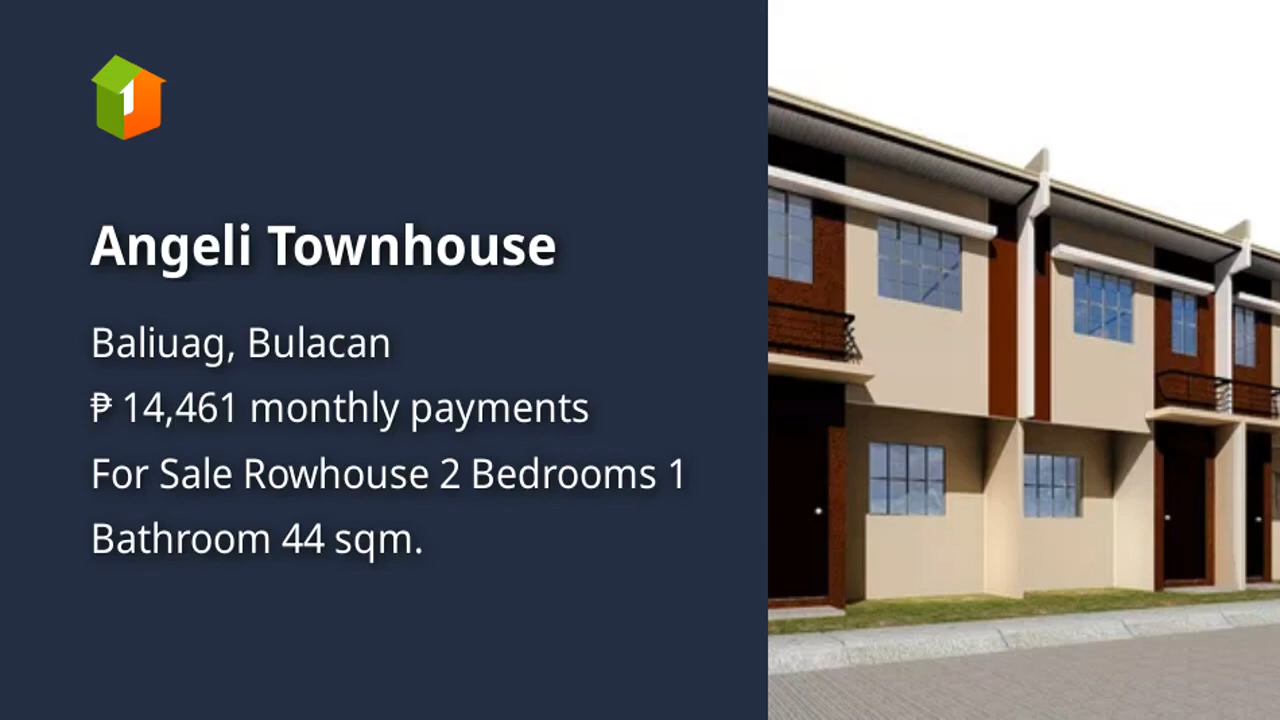 Angeli Townhouse
Baliuag, Bulacan
₱ 14,461 monthly payments
For Sale Rowhouse 2 Bedrooms 1
Bathroom 44 sqm.